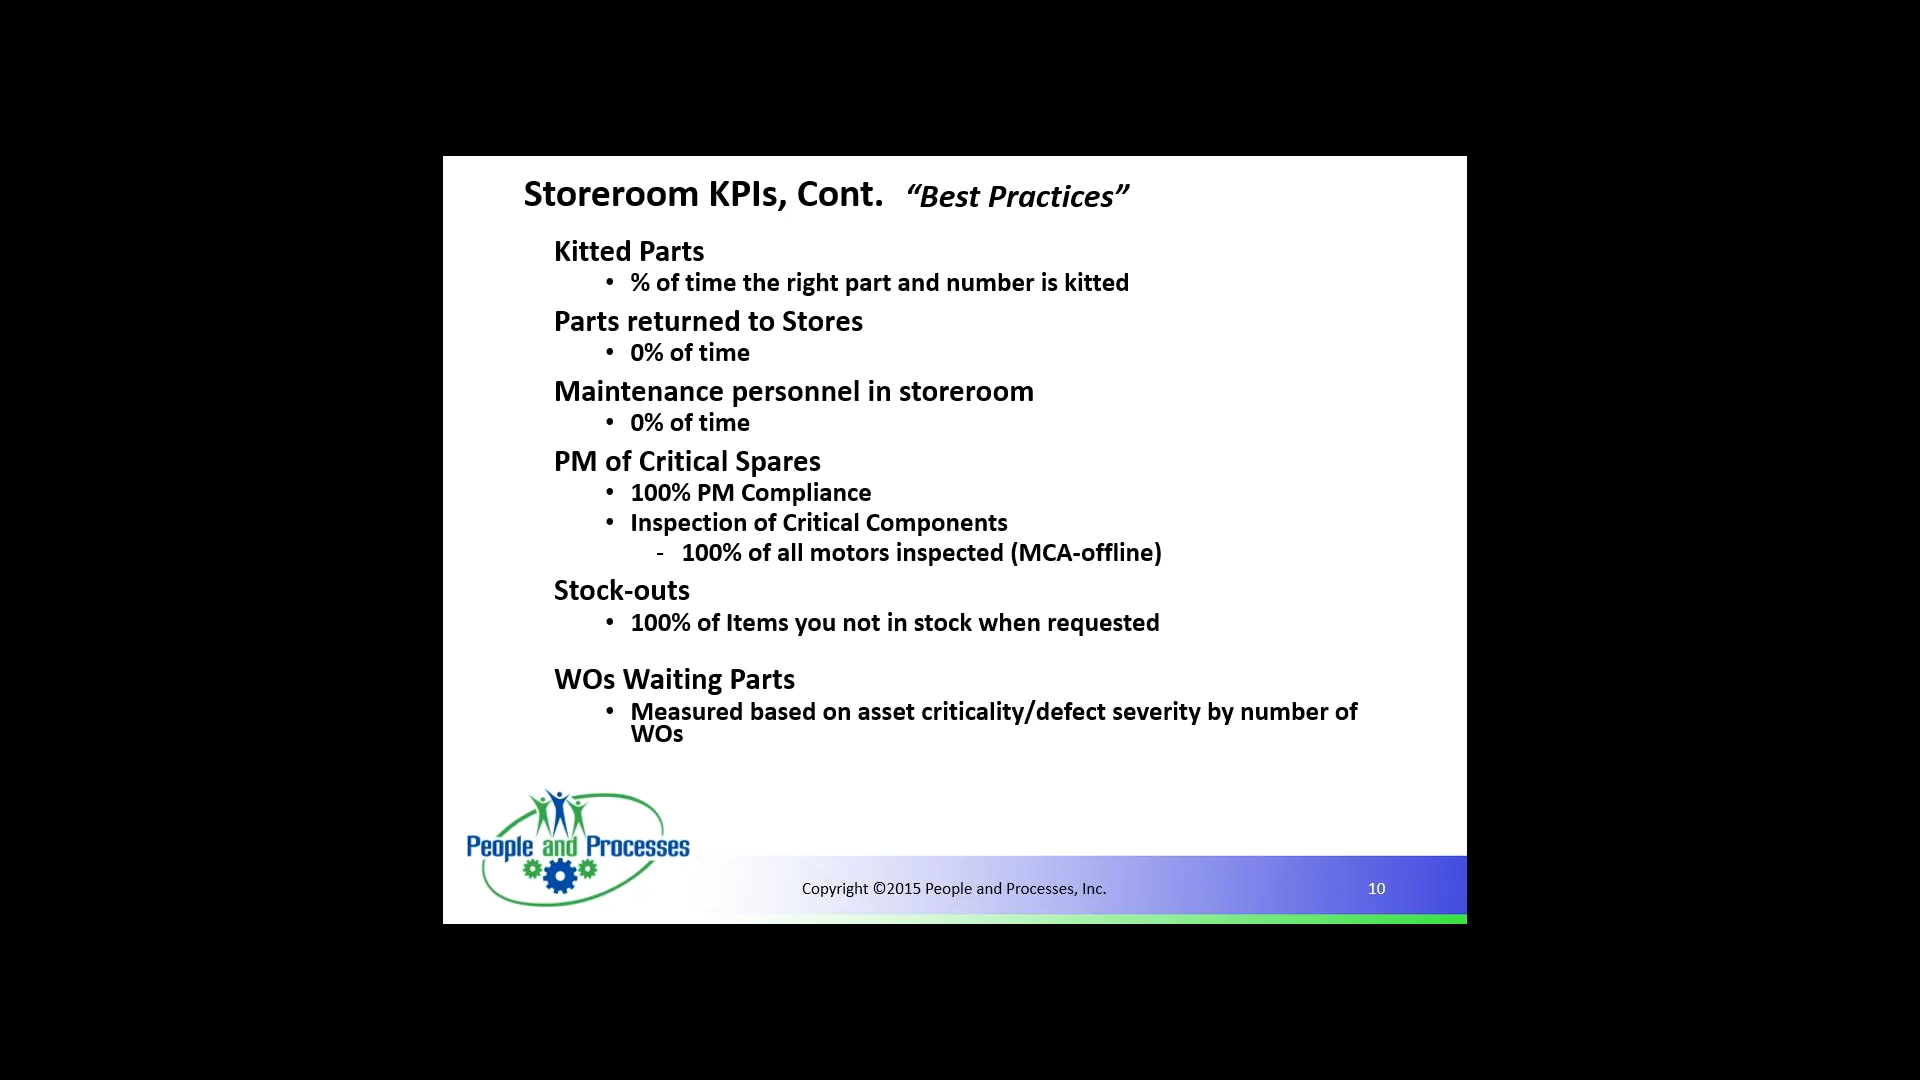 Storeroom KPIs, Cont. “Best Practices”
Kitted Parts
• % of time the right part and number is kitted
Parts returned to Stores
• 0% of time
Maintenance personnel in storeroom
• 0% of time
PM of Critical Spares
• 100% PM Compliance
• Inspection of Critical Components
- 100% of all motors inspected (MCA-offline)
Stock-outs
• 100% of Items you not in stock when requested
WOs Waiting Parts
• Measured based on asset criticality/defect severity by number of
WOs
People and Processes
Copyright ©2015 People and Processes, Inc.
10